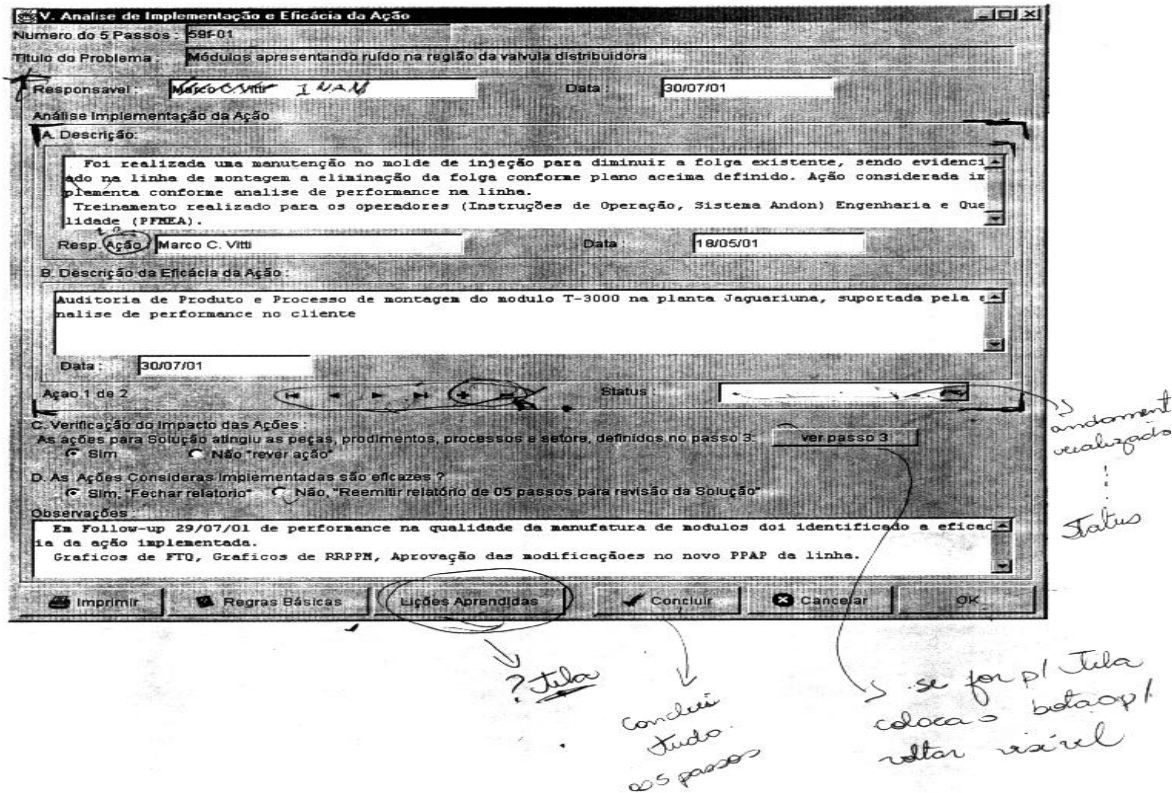 V. Analise de Implementação e Eficácia da Ação
Numero do 5 Passos :
Titulo do Problema : Módulos apresentando ruído na região da valvula distribuidora
Responsavel : Marco C. Vitti Data : 30/07/01
Análise Implementação da Ação
A. Descrição:
Foi realizada uma manutenção no molde de injeção para diminuir a folga existente, sendo evidenci
ado na linha de montagem a eliminação da folga conforme plano aceima definido. Ação considerada im
plementa conforme analise de performance na linha.
Treinamento realizado para os operadores (Instruções de Operação, Sistema Andon) Engenharia e Qua
lidade (PFMEA).
Resp. Ação : Marco C. Vitti Data : 18/05/01
B. Descrição da Eficácia da Ação :
Auditoria de Produto e Processo de montagem do modulo T-3000 na planta Jaguariuna, suportada pela a
nalise de performance no cliente
Data : 30/07/01
Açao 1 de 2 Status
C. Verificação do Impacto das Ações :
As ações para Solução atingiu as peças, prodimentos, processos e setore, definidos no passo 3. ver passo 3
Sim Não "rever ação"
D. As Ações Consideras Implementadas são eficazes ?
Sim, "Fechar relatorio" Não, "Reemitir relatório de 05 passos para revisão da Solução"
Observações :
Em Follow-up 29/07/01 de performance na qualidade da manufatura de modulos doi identificado a eficac
ia da ação implementada.
Graficos de FTQ, Graficos de RRPPM, Aprovação das modificaçãoes no novo PPAP da linha.
Imprimir Regras Básicas Lições Aprendidas Concluir Cancelar OK
realizado
Status
? Tela
tudo
os 5 passos
se for p/ Tela
coloca o botao p/
voltar visível